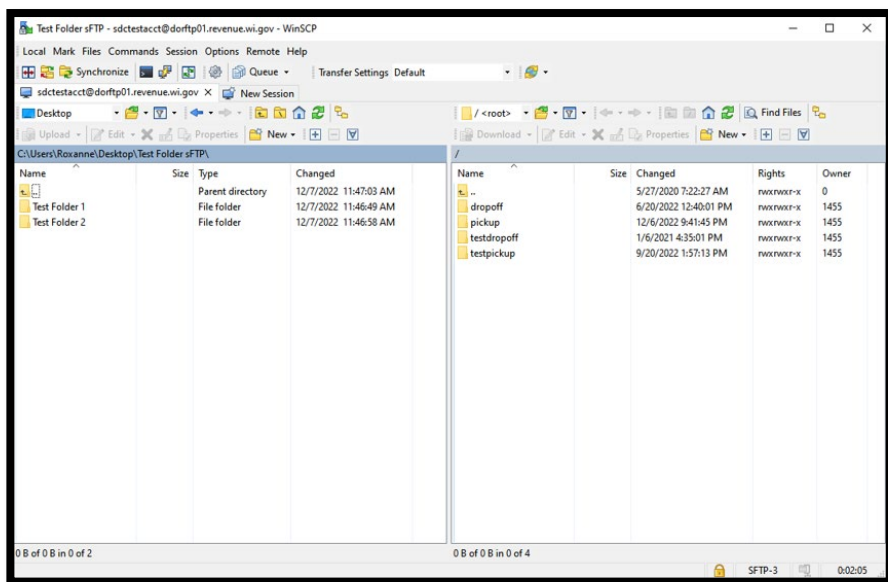 Test Folder sFTP - sdctestacct@dorftp01.revenue.wi.gov - WinSCP
Local Mark Files Commands Session Options Remote Help
Synchronize Queue Transfer Settings Default
sdctestacct@dorftp01.revenue.wi.gov × New Session
Desktop / <root> Find Files
Upload Edit Properties New Download Edit Properties New
C:\Users\Roxanne\Desktop\Test Folder sFTP\ /
Name Size Type Changed Name Size Changed Rights Owner
.. Parent directory 12/7/2022 11:47:03 AM .. 5/27/2020 7:22:27 AM rwxrwxr-x 0
Test Folder 1 File folder 12/7/2022 11:46:49 AM dropoff 6/20/2022 12:40:01 PM rwxrwxr-x 1455
Test Folder 2 File folder 12/7/2022 11:46:58 AM pickup 12/6/2022 9:41:45 PM rwxrwxr-x 1455
testdropoff 1/6/2021 4:35:01 PM rwxrwxr-x 1455
testpickup 9/20/2022 1:57:13 PM rwxrwxr-x 1455
0 B of 0 B in 0 of 2 0 B of 0 B in 0 of 4
SFTP-3 0:02:05